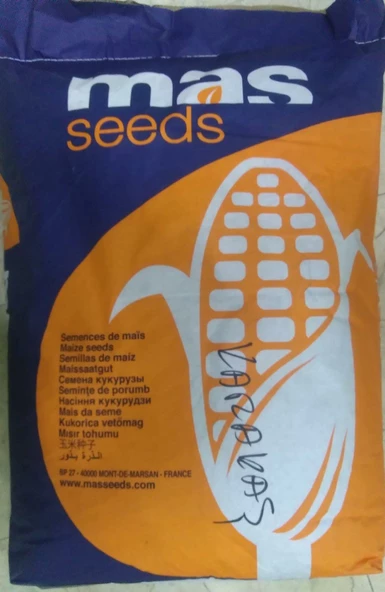 mas
seeds
Semences de maïs
Maize seeds
Semillas de maíz
Maissaatgut
Семена кукурузы
Semințe de porumb
Насіння кукурудзи
Mais da seme
Kukorica vetőmag
Mısır tohumu
玉米种子
الذرة بذور
BP 27 - 40000 MONT-DE-MARSAN - FRANCE
www.masseeds.com
KARAKAŞ